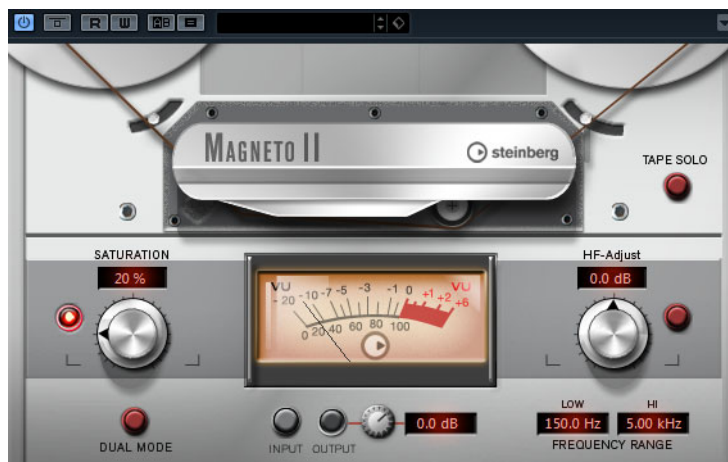 R W AB
MAGNETO II
steinberg
TAPE SOLO
SATURATION
20 %
HF-Adjust
0.0 dB
VU VU
- 20 -10 -7 -5 -3 -1 0 +1 +2 +6
0 20 40 60 80 100
DUAL MODE
INPUT OUTPUT
0.0 dB
LOW HI
150.0 Hz 5.00 kHz
FREQUENCY RANGE